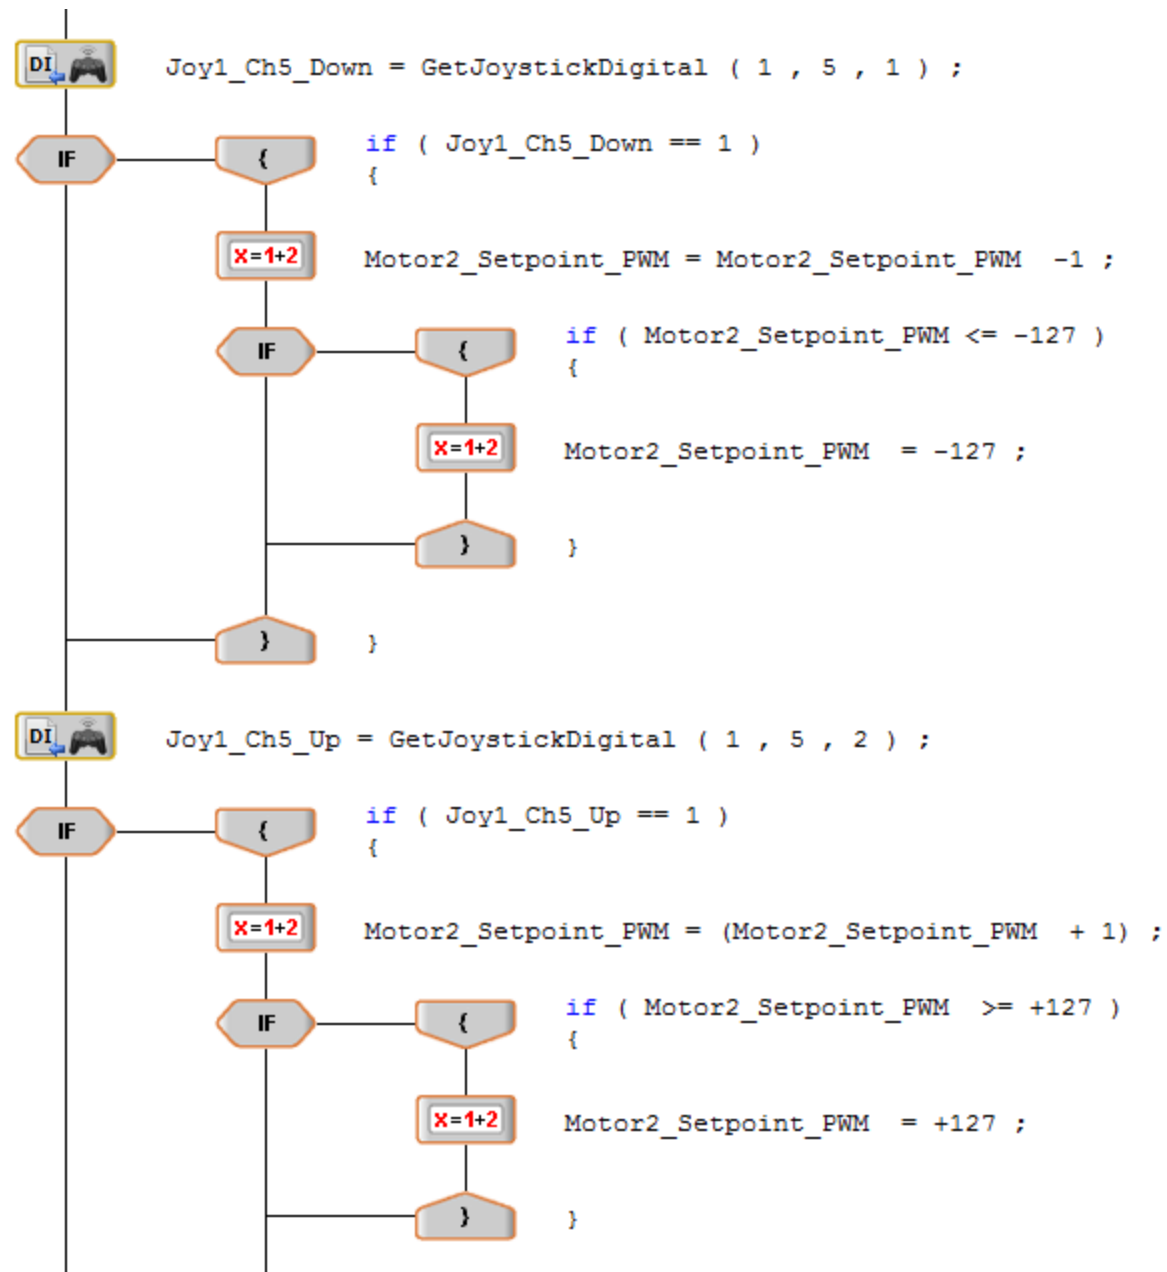 DI Joy1_Ch5_Down = GetJoystickDigital ( 1 , 5 , 1 ) ;
IF { if ( Joy1_Ch5_Down == 1 )
{
X=1+2 Motor2_Setpoint_PWM = Motor2_Setpoint_PWM -1 ;
IF { if ( Motor2_Setpoint_PWM <= -127 )
{
X=1+2 Motor2_Setpoint_PWM = -127 ;
} }
} }
DI Joy1_Ch5_Up = GetJoystickDigital ( 1 , 5 , 2 ) ;
IF { if ( Joy1_Ch5_Up == 1 )
{
X=1+2 Motor2_Setpoint_PWM = (Motor2_Setpoint_PWM + 1) ;
IF { if ( Motor2_Setpoint_PWM >= +127 )
{
X=1+2 Motor2_Setpoint_PWM = +127 ;
} }